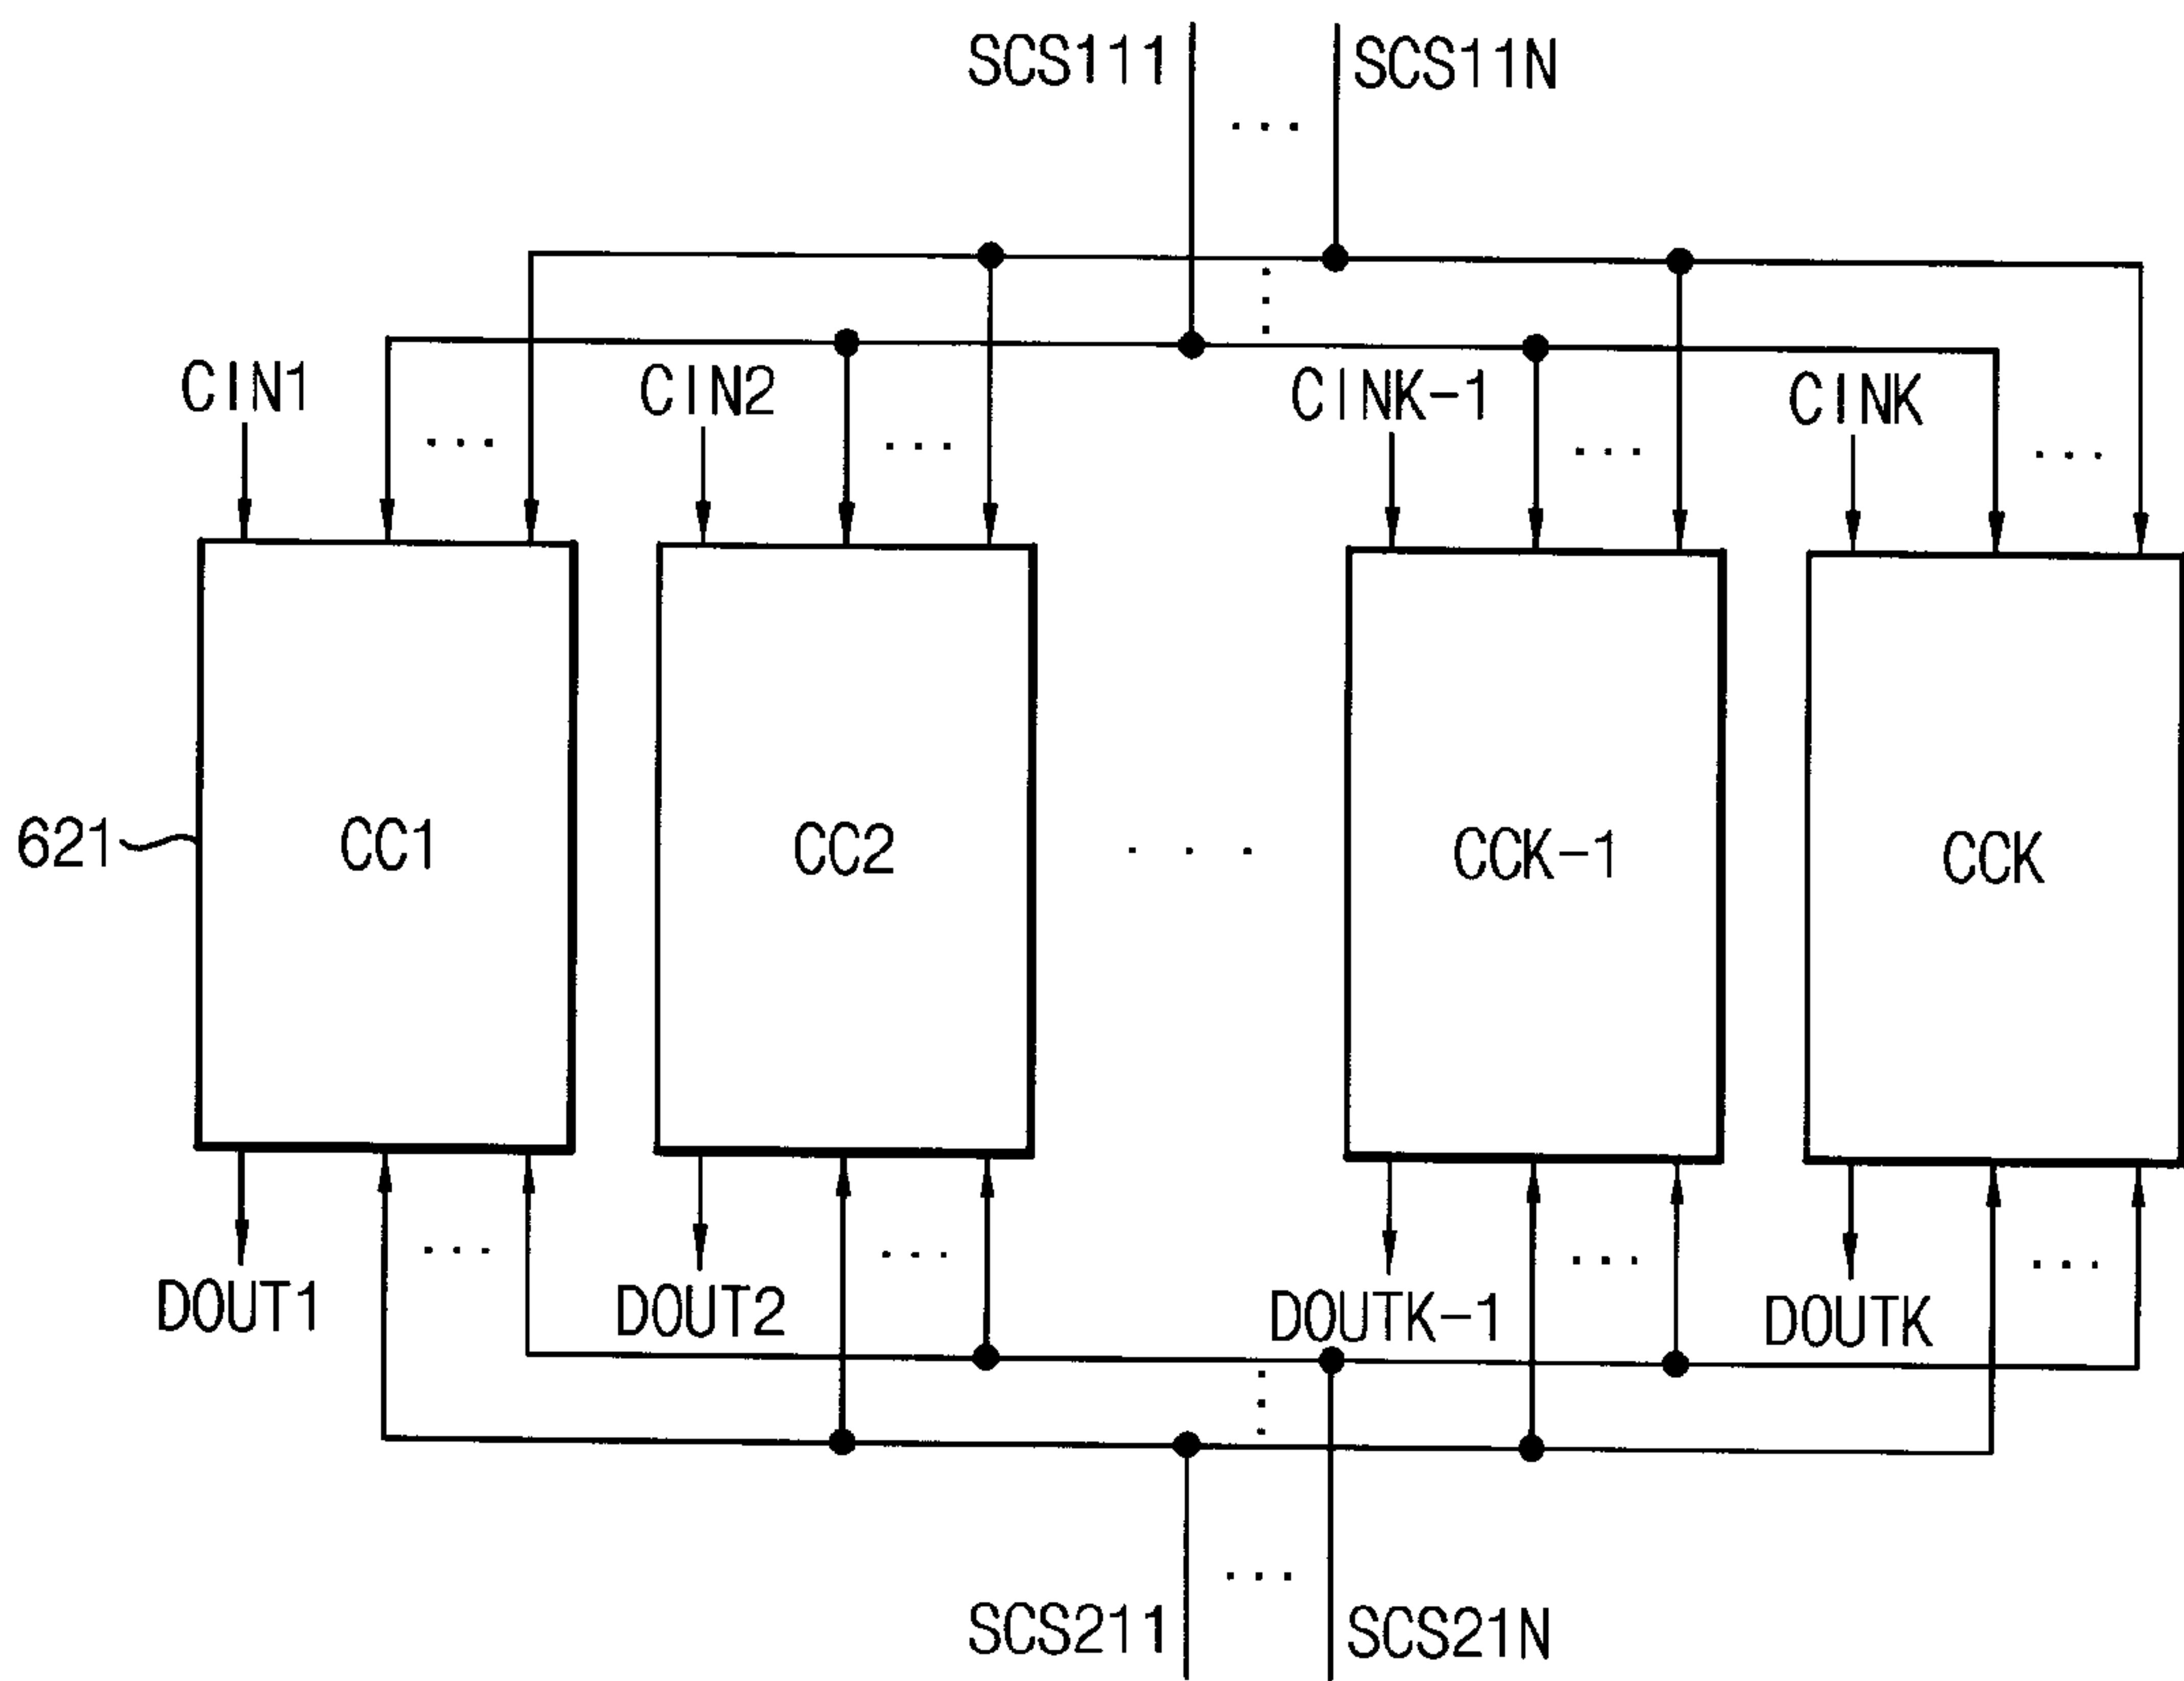 SCS111
SCS11N
CIN1
CIN2
CINK-1
CINK
621
CC1
CC2
CCK-1
CCK
DOUT1
DOUT2
DOUTK-1
DOUTK
SCS211
SCS21N